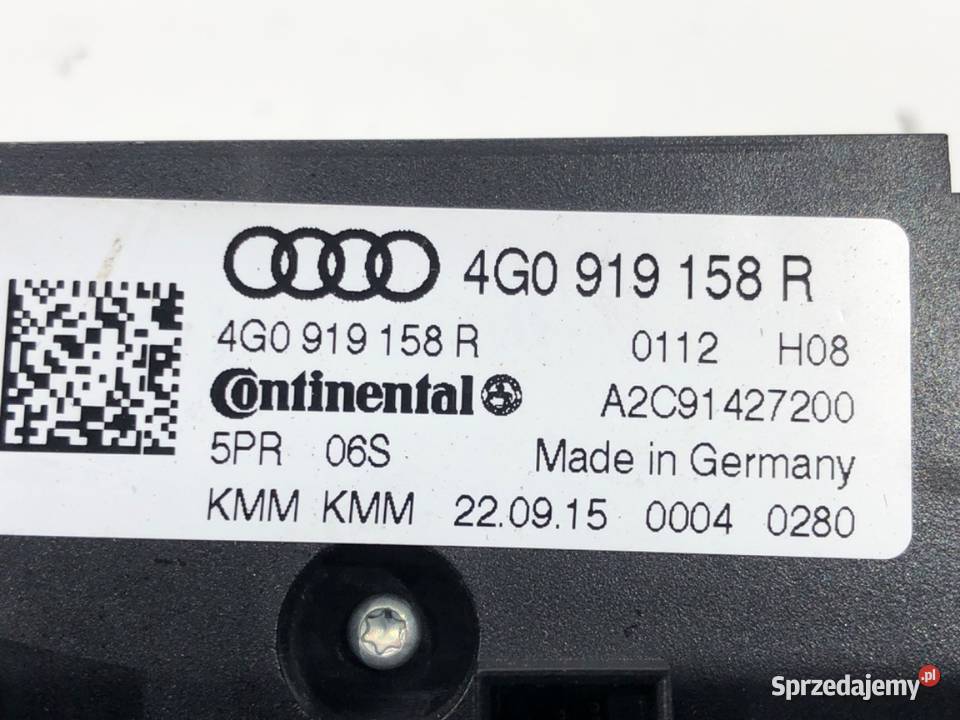 4G0 919 158 R
4G0 919 158 R 0112 H08
Continental A2C91427200
5PR 06S Made in Germany
KMM KMM 22.09.15 0004 0280
Sprzedajemy.pl